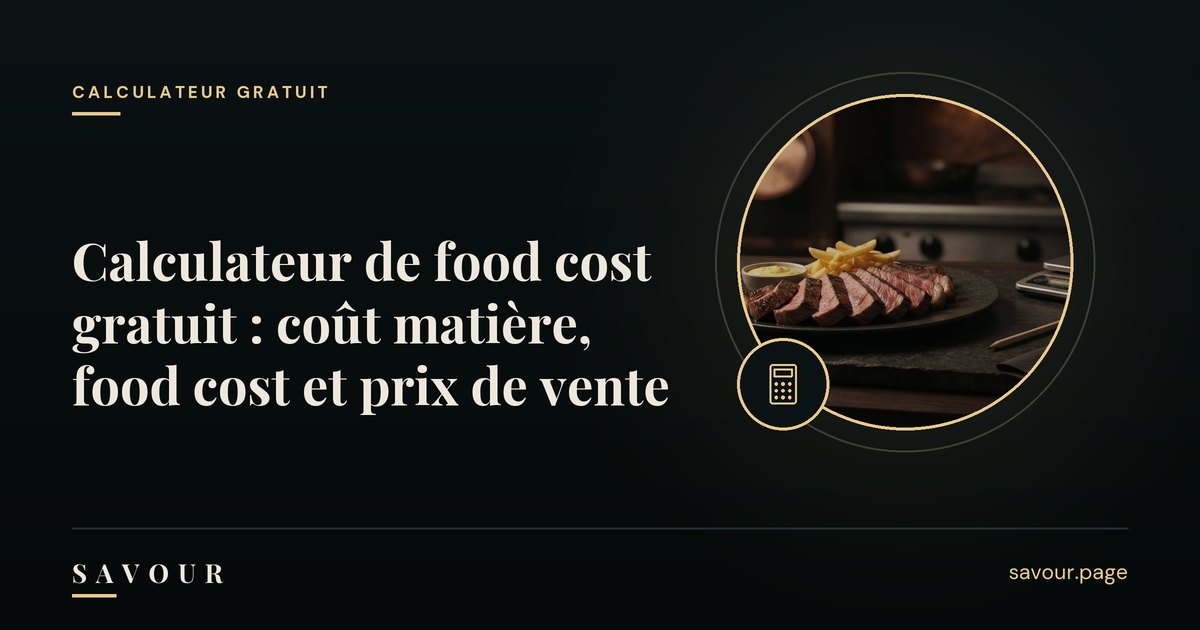 CALCULATEUR GRATUIT
Calculateur de food cost
gratuit : coût matière,
food cost et prix de vente
SAVOUR
savour.page